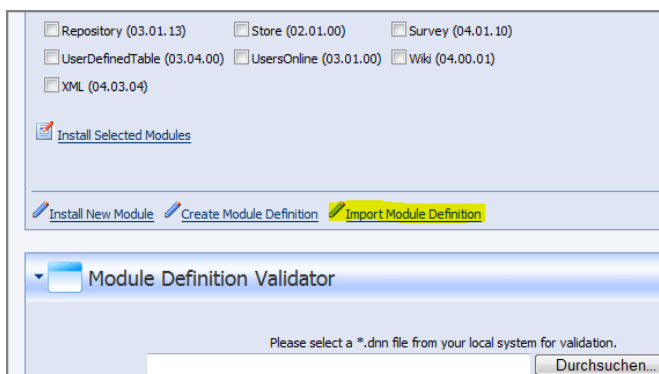 Repository (03.01.13) Store (02.01.00) Survey (04.01.10)
UserDefinedTable (03.04.00) UsersOnline (03.01.00) Wiki (04.00.01)
XML (04.03.04)
Install Selected Modules
Install New Module Create Module Definition Import Module Definition
Module Definition Validator
Please select a *.dnn file from your local system for validation.
Durchsuchen...